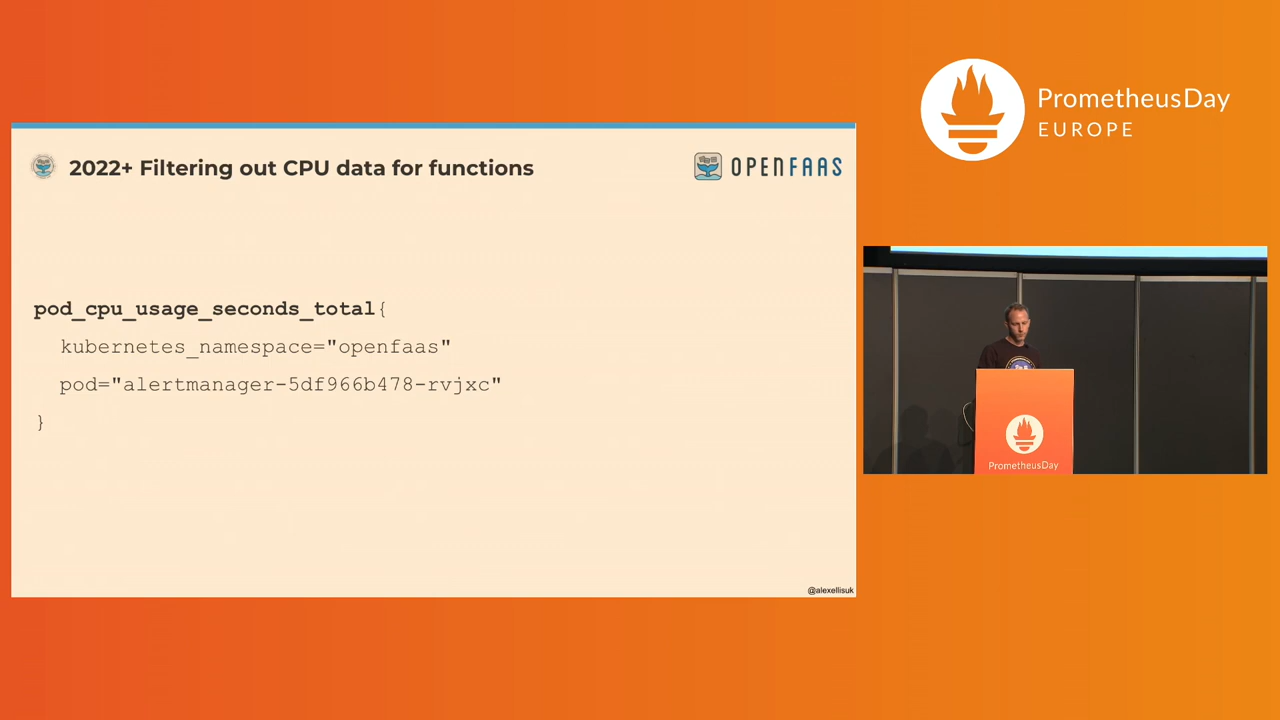 PrometheusDay
EUROPE
2022+ Filtering out CPU data for functions
OPENFAAS
pod_cpu_usage_seconds_total{
kubernetes_namespace="openfaas"
pod="alertmanager-5df966b478-rvjxc"
}
@alexellisuk
PrometheusDay